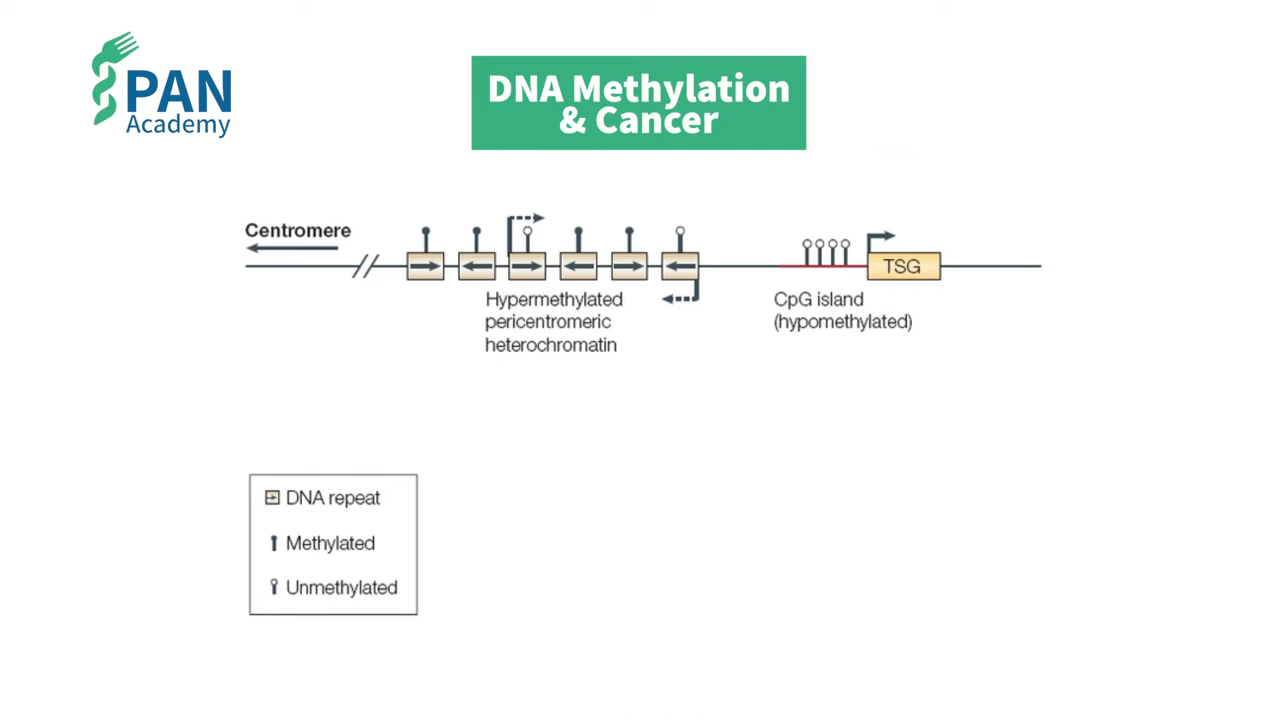 PAN
Academy
DNA Methylation
& Cancer
Centromere
TSG
Hypermethylated
pericentromeric
heterochromatin
CpG island
(hypomethylated)
DNA repeat
Methylated
Unmethylated